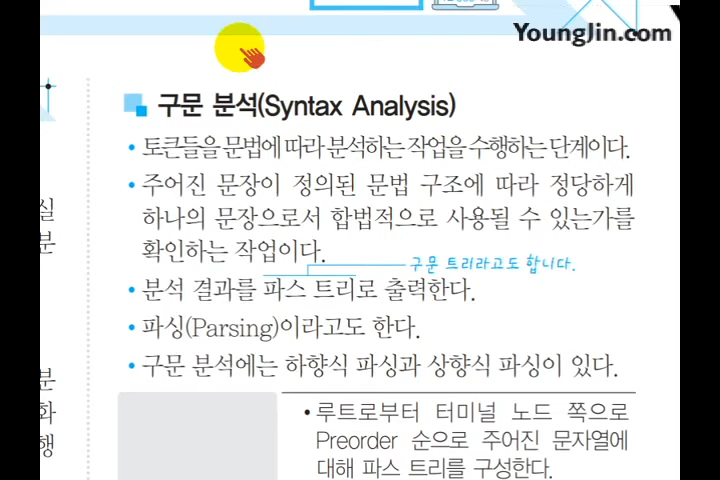 YoungJin.com
구문 분석(Syntax Analysis)
• 토큰들을 문법에 따라 분석하는 작업을 수행하는 단계이다.
• 주어진 문장이 정의된 문법 구조에 따라 정당하게
하나의 문장으로서 합법적으로 사용될 수 있는가를
확인하는 작업이다.
구문 트리라고도 합니다.
• 분석 결과를 파스 트리로 출력한다.
• 파싱(Parsing)이라고도 한다.
• 구문 분석에는 하향식 파싱과 상향식 파싱이 있다.
• 루트로부터 터미널 노드 쪽으로
Preorder 순으로 주어진 문자열에
대해 파스 트리를 구성한다.
실
분
분
화
행